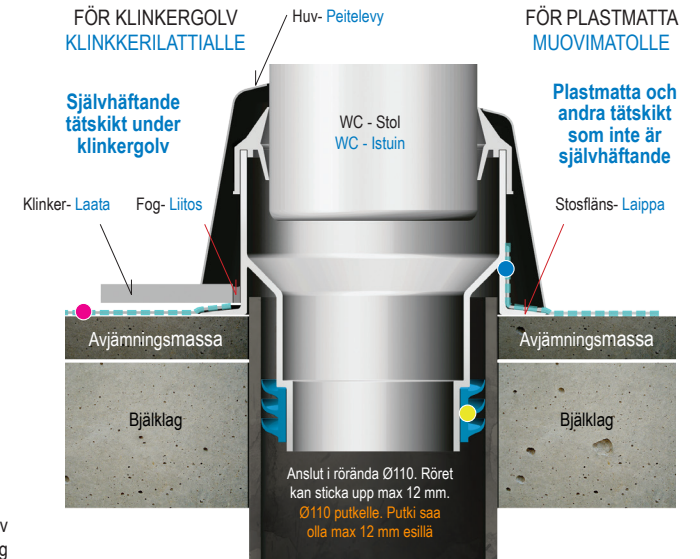 FÖR KLINKERGOLV
KLINKKERILATTIALLE
Huv- Peitelevy
FÖR PLASTMATTA
MUOVIMATOLLE
Självhäftande
tätskikt under
klinkergolv
WC - Stol
WC - Istuin
Plastmatta och
andra tätskikt
som inte är
självhäftande
Klinker- Laata
Fog- Liitos
Stosfläns- Laippa
Avjämningsmassa
Avjämningsmassa
Bjälklag
Bjälklag
Anslut i rörända Ø110. Röret
kan sticka upp max 12 mm.
Ø110 putkelle. Putki saa
olla max 12 mm esillä
v
g